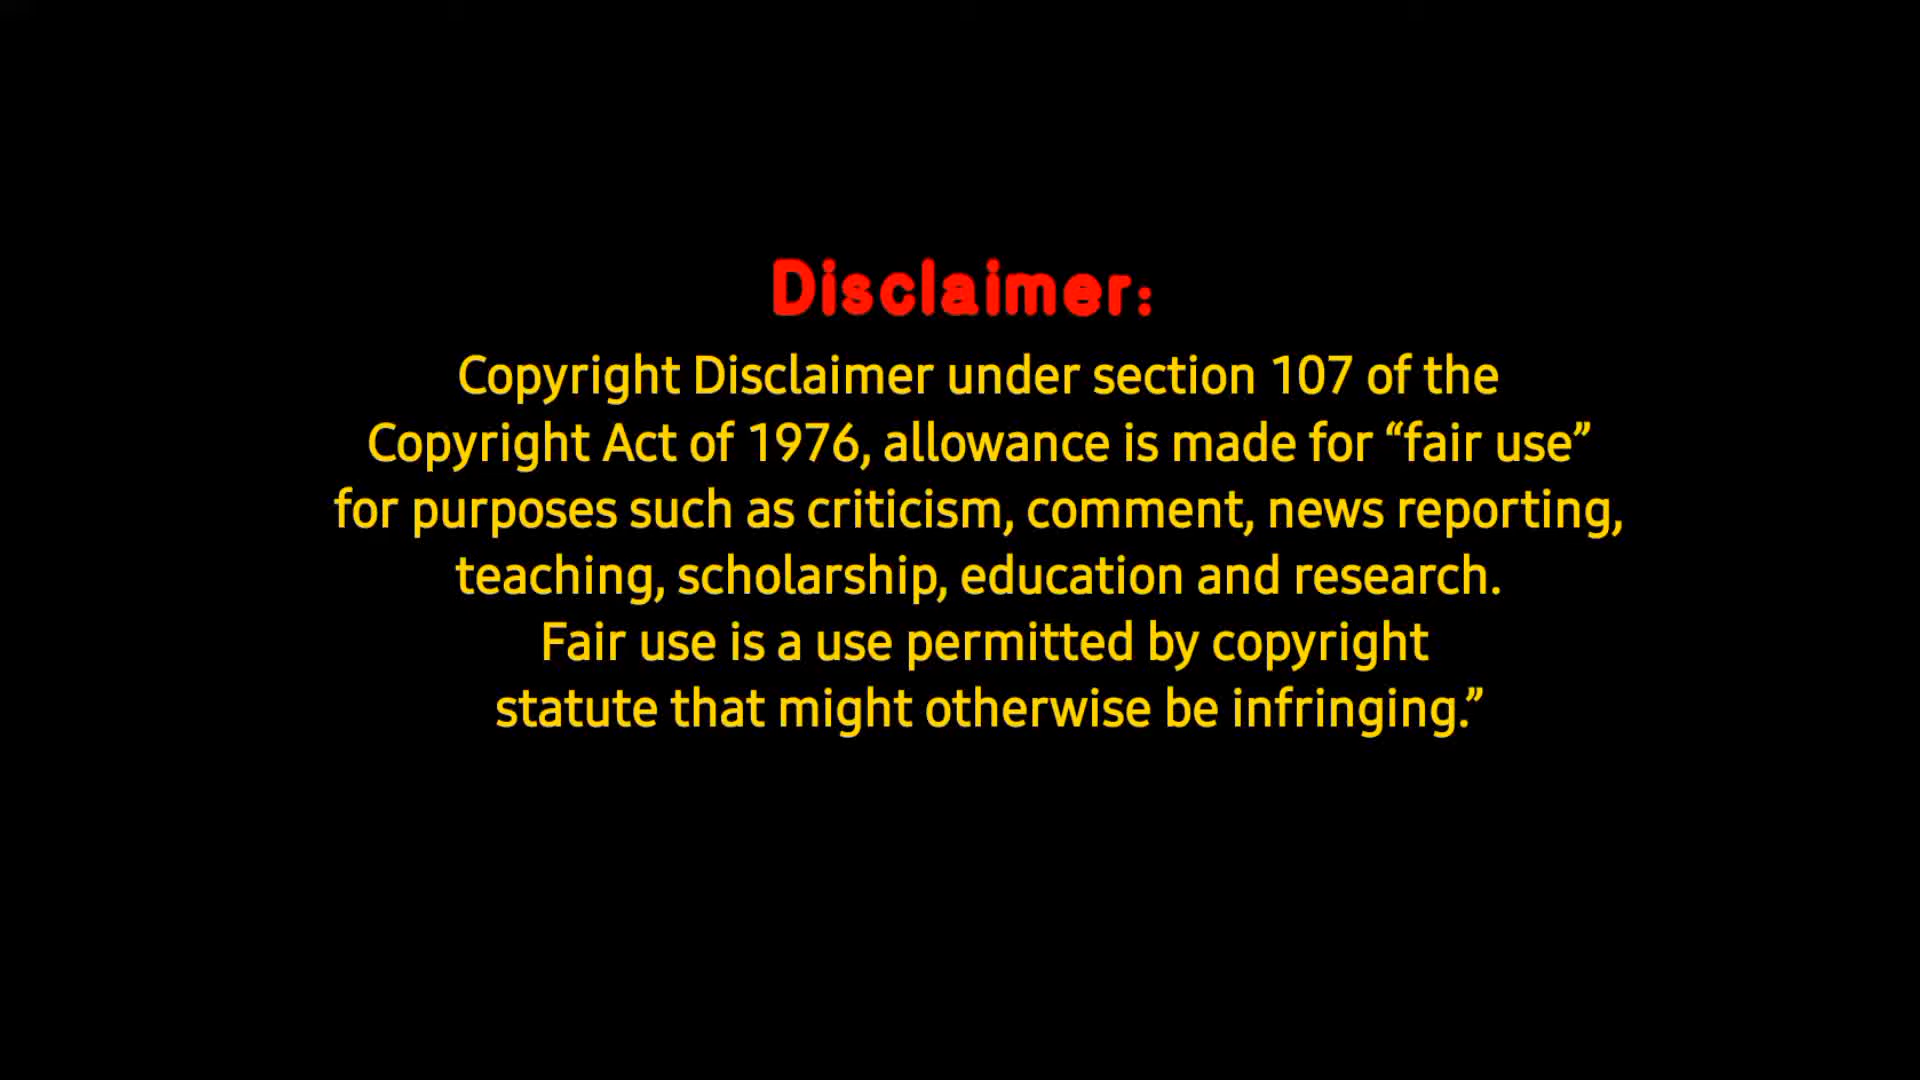 Disclaimer:
Copyright Disclaimer under section 107 of the
Copyright Act of 1976, allowance is made for “fair use”
for purposes such as criticism, comment, news reporting,
teaching, scholarship, education and research.
Fair use is a use permitted by copyright
statute that might otherwise be infringing.”